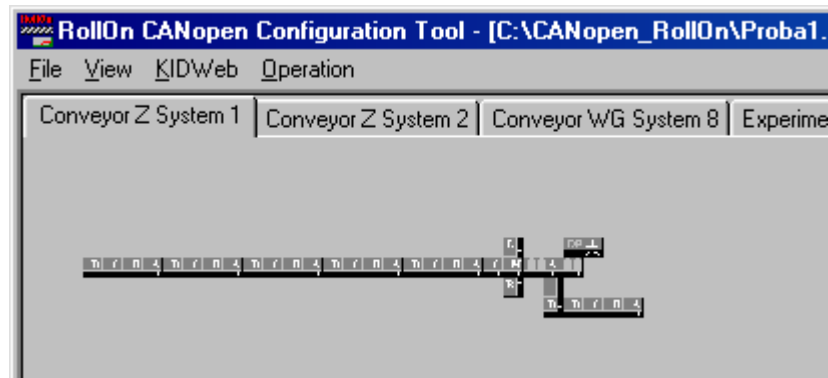 RollOn CANopen Configuration Tool - [C:\CANopen_RollOn\Proba1.
File View KIDWeb Operation
Conveyor Z System 1 Conveyor Z System 2 Conveyor WG System 8 Experime